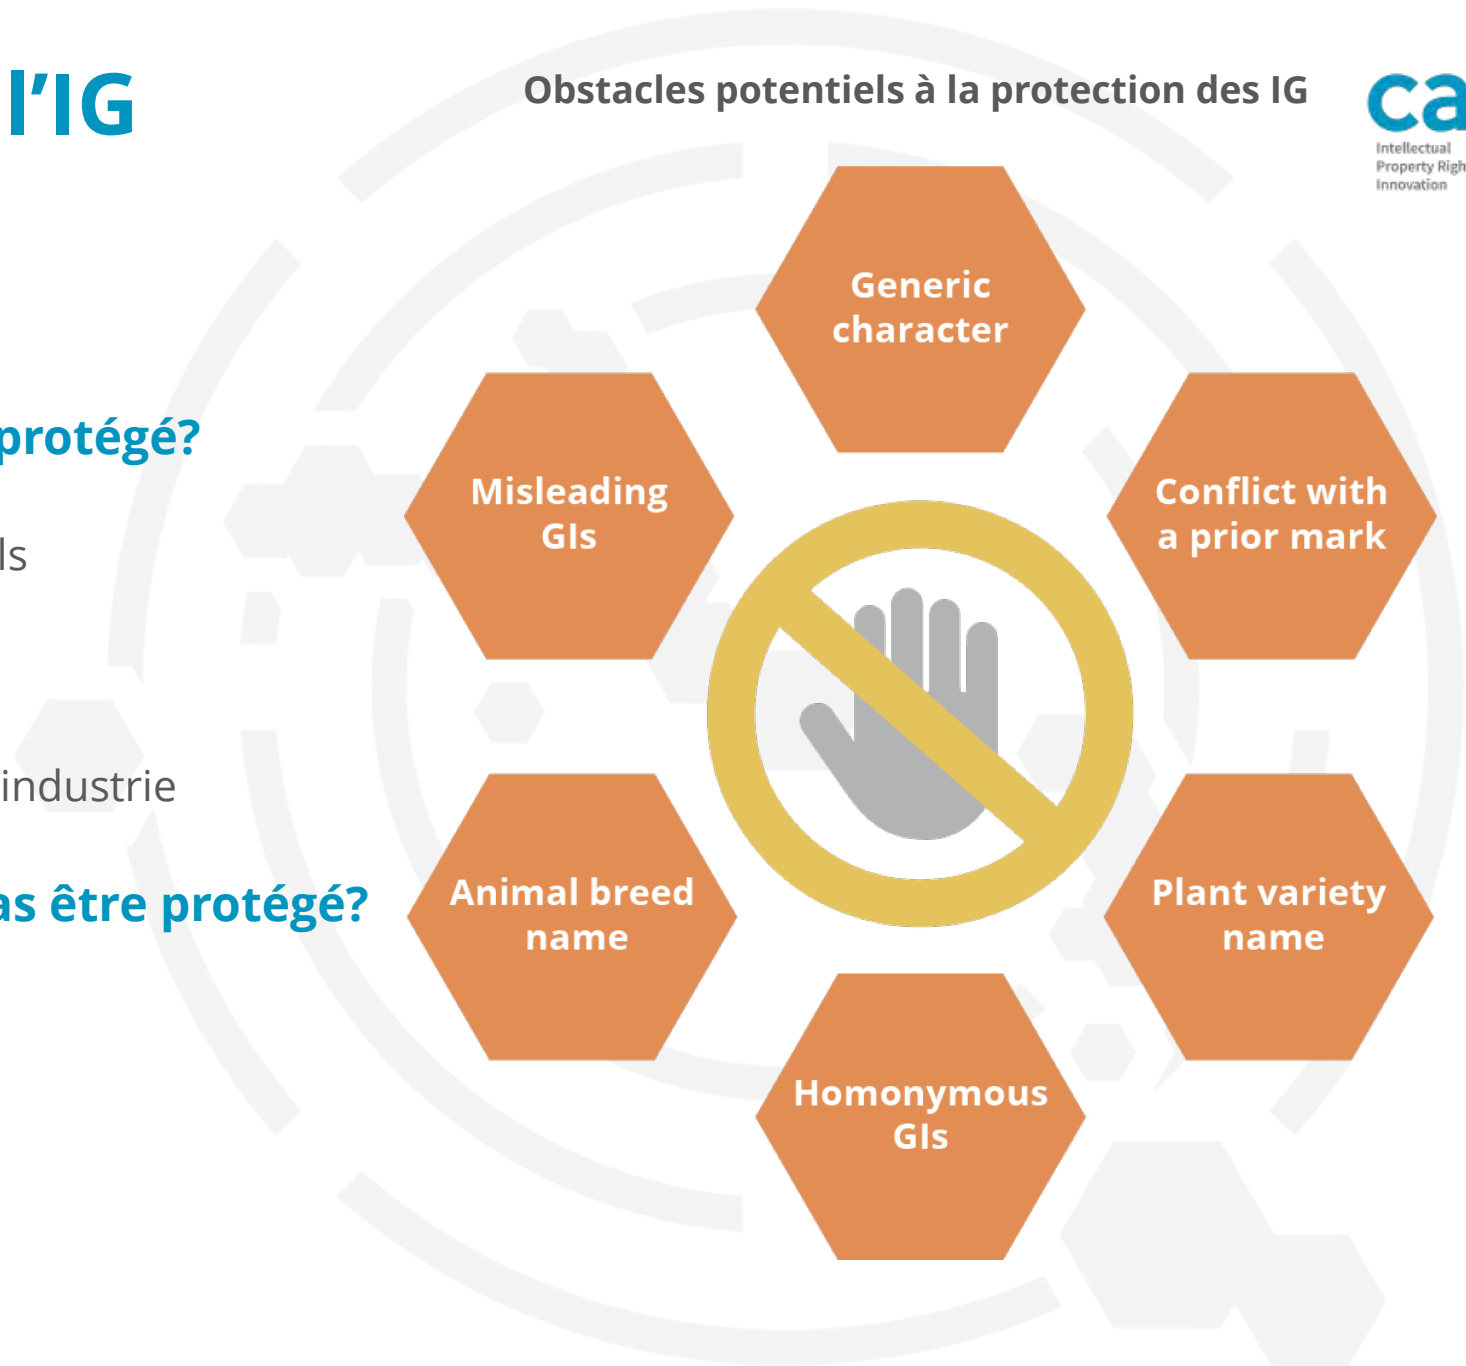 l’IG
protégé?
ls
industrie
as être protégé?
Obstacles potentiels à la protection des IG
ca
Intellectual
Property Righ
Innovation
Generic
character
Misleading
GIs
Conflict with
a prior mark
Animal breed
name
Plant variety
name
Homonymous
GIs